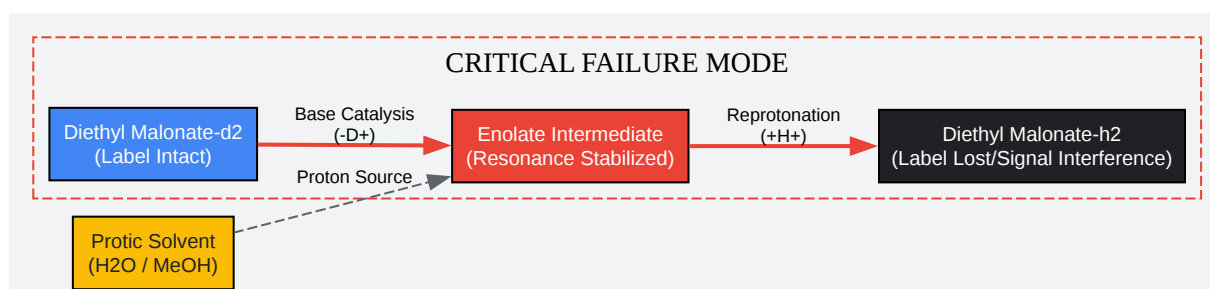 CRITICAL FAILURE MODE
Diethyl Malonate-d2
(Label Intact)
Base Catalysis
(-D+)
Enolate Intermediate
(Resonance Stabilized)
Reprotonation
(+H+)
Diethyl Malonate-h2
(Label Lost/Signal Interference)
Proton Source
Protic Solvent
(H2O / MeOH)